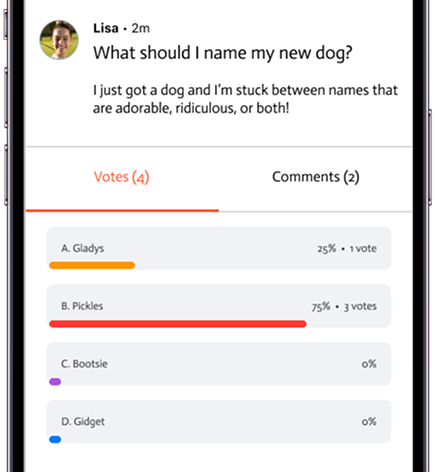 Lisa • 2m
What should I name my new dog?
I just got a dog and I'm stuck between names that
are adorable, ridiculous, or both!
Votes (4)
Comments (2)
A. Gladys
25% • 1 vote
B. Pickles
75% • 3 votes
C. Bootsie
0%
D. Gidget
0%